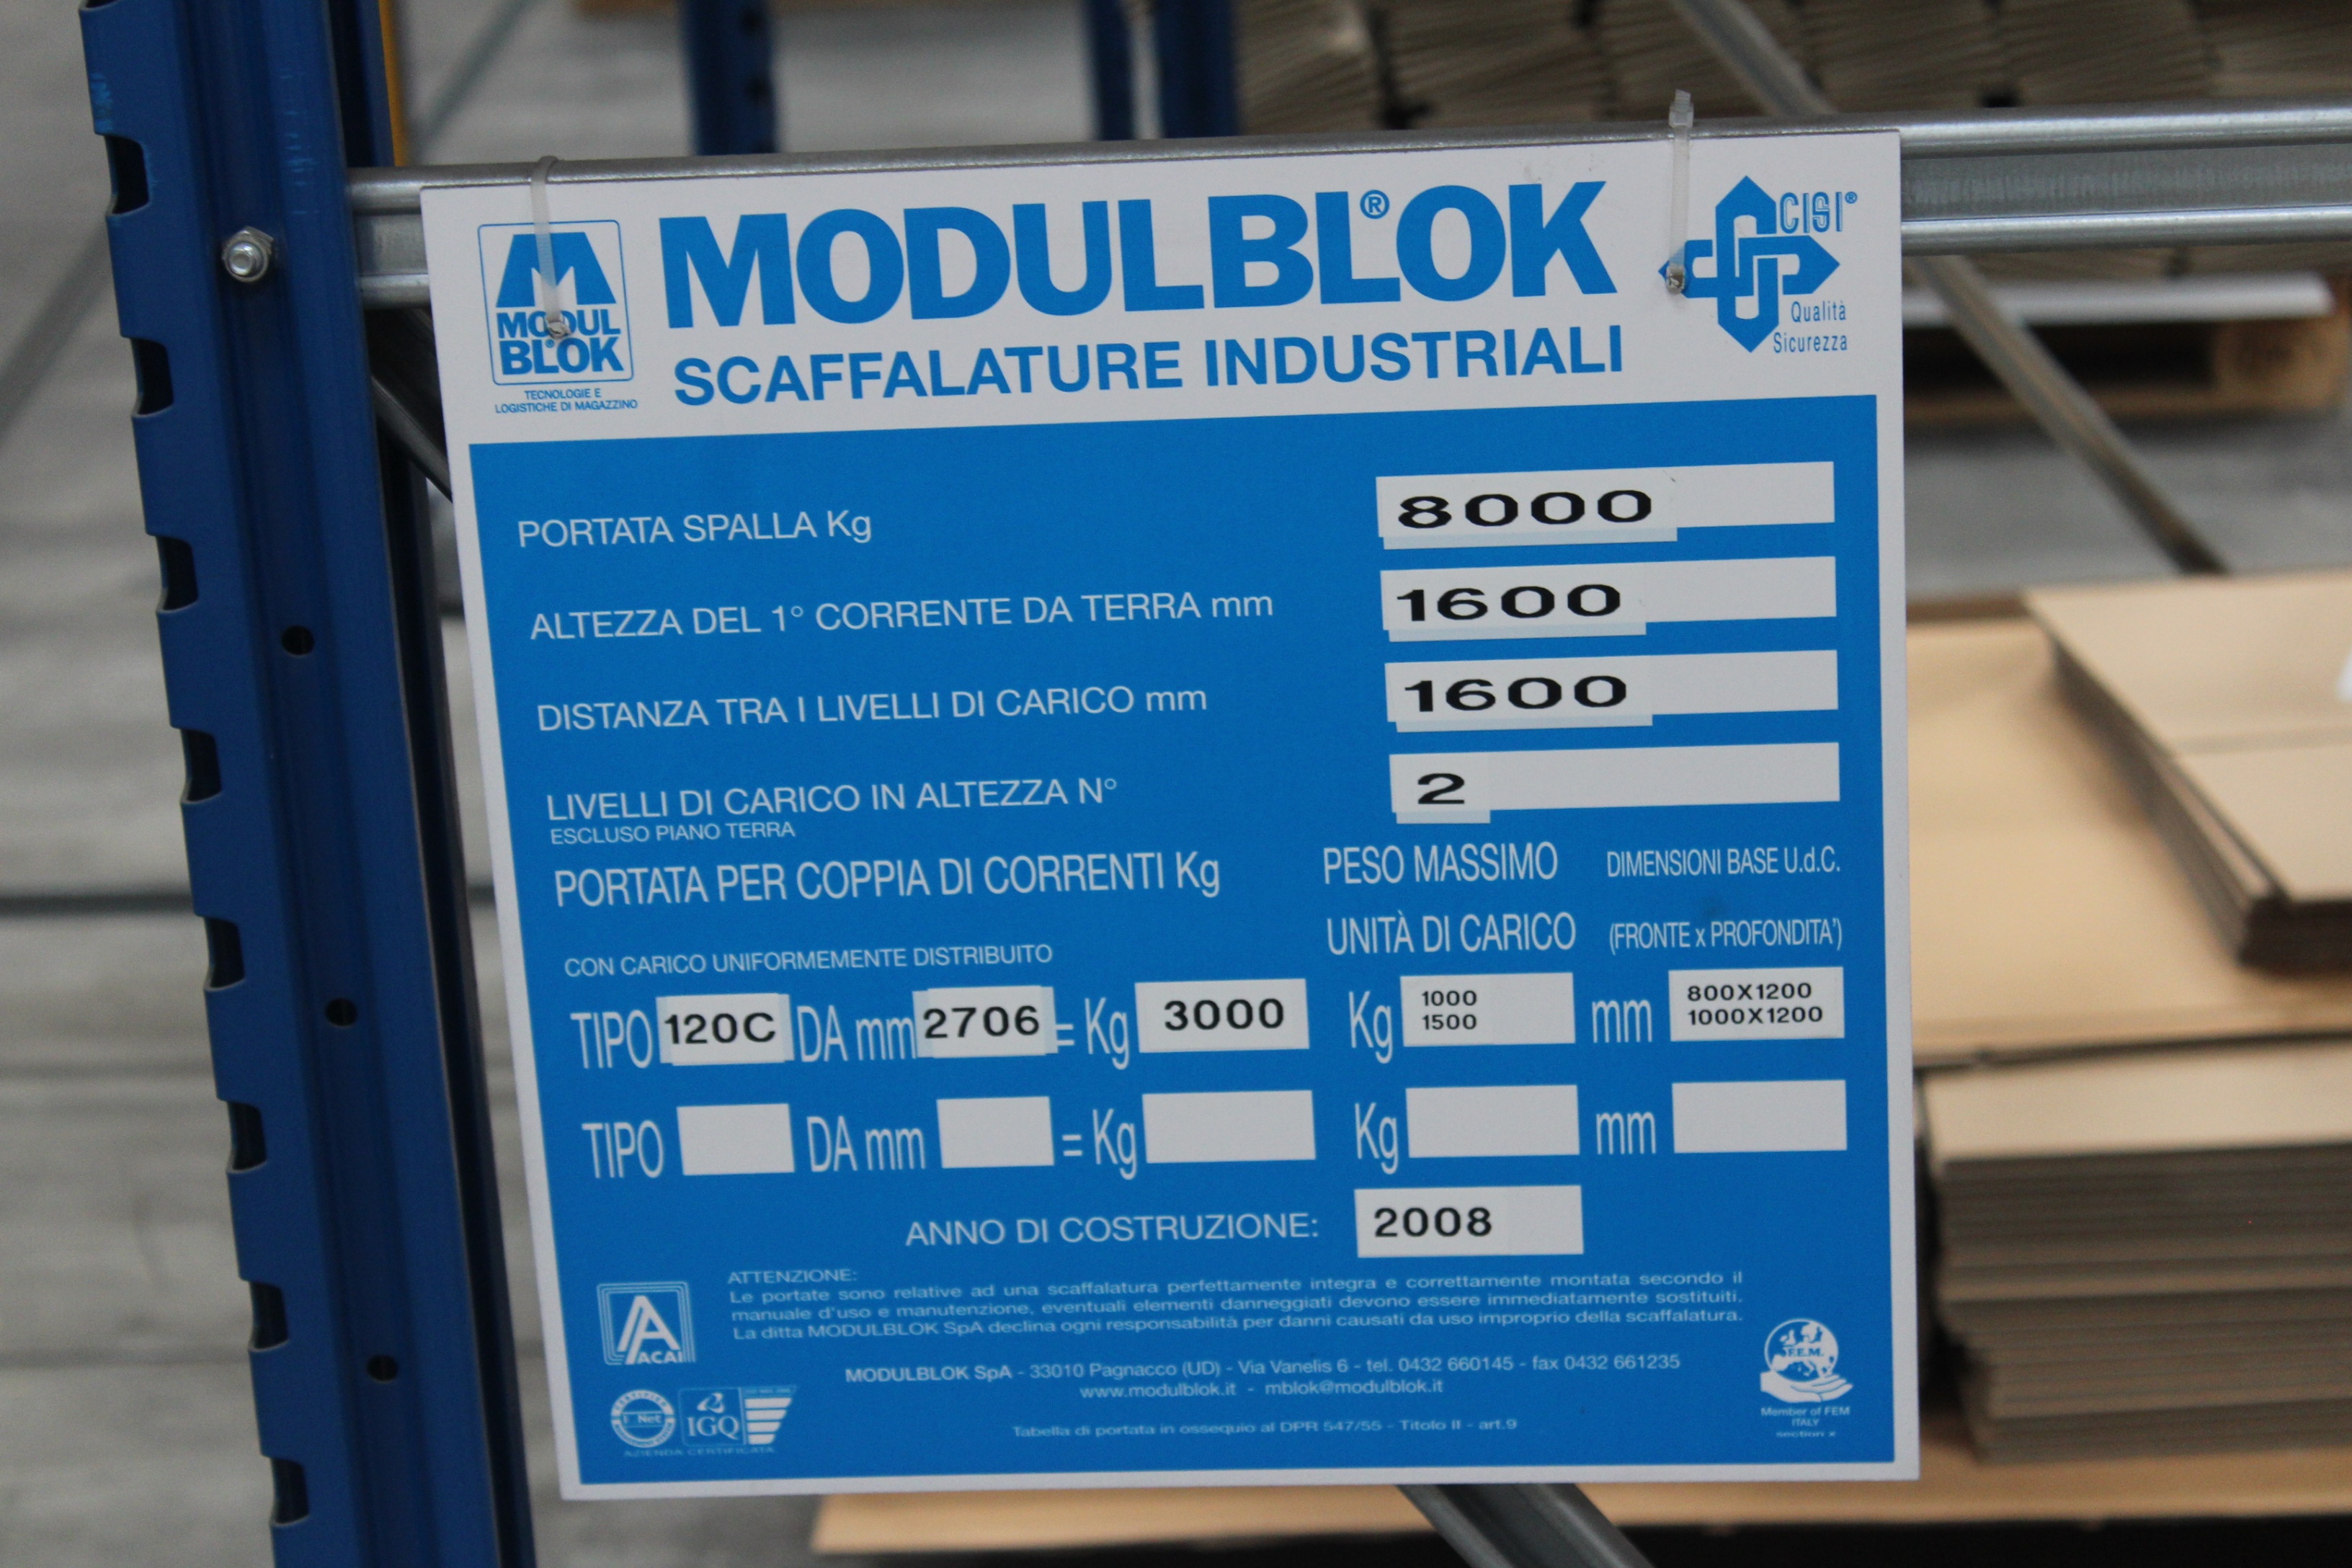 MODULBLOK®
SCAFFALATURE INDUSTRIALI
M
MODUL
BLOK
TECNOLOGIE E
LOGISTICHE DI MAGAZZINO
CISI®
Qualità
Sicurezza
PORTATA SPALLA Kg 8000
ALTEZZA DEL 1° CORRENTE DA TERRA mm 1600
DISTANZA TRA I LIVELLI DI CARICO mm 1600
LIVELLI DI CARICO IN ALTEZZA N° 2
ESCLUSO PIANO TERRA
PORTATA PER COPPIA DI CORRENTI Kg
CON CARICO UNIFORMEMENTE DISTRIBUITO
PESO MASSIMO
UNITÀ DI CARICO
DIMENSIONI BASE U.d.C.
(FRONTE x PROFONDITA')
TIPO 120C DA mm 2706 = Kg 3000 Kg 1000 1500 mm 800X1200 1000X1200
TIPO DA mm = Kg Kg mm
ANNO DI COSTRUZIONE: 2008
ATTENZIONE:
Le portate sono relative ad una scaffalatura perfettamente integra e correttamente montata secondo il
manuale d'uso e manutenzione, eventuali elementi danneggiati devono essere immediatamente sostituiti.
La ditta MODULBLOK SpA declina ogni responsabilità per danni causati da uso improprio della scaffalatura.
ACAI
MODULBLOK SpA - 33010 Pagnacco (UD) - Via Vanelis 6 - tel. 0432 660145 - fax 0432 661235
www.modulblok.it - mblok@modulblok.it
Tabella di portata in ossequio al DPR 547/55 - Titolo II - art.9
Net
IGQ
AZIENDA CERTIFICATA
F.E.M.
Member of FEM
ITALY
section x